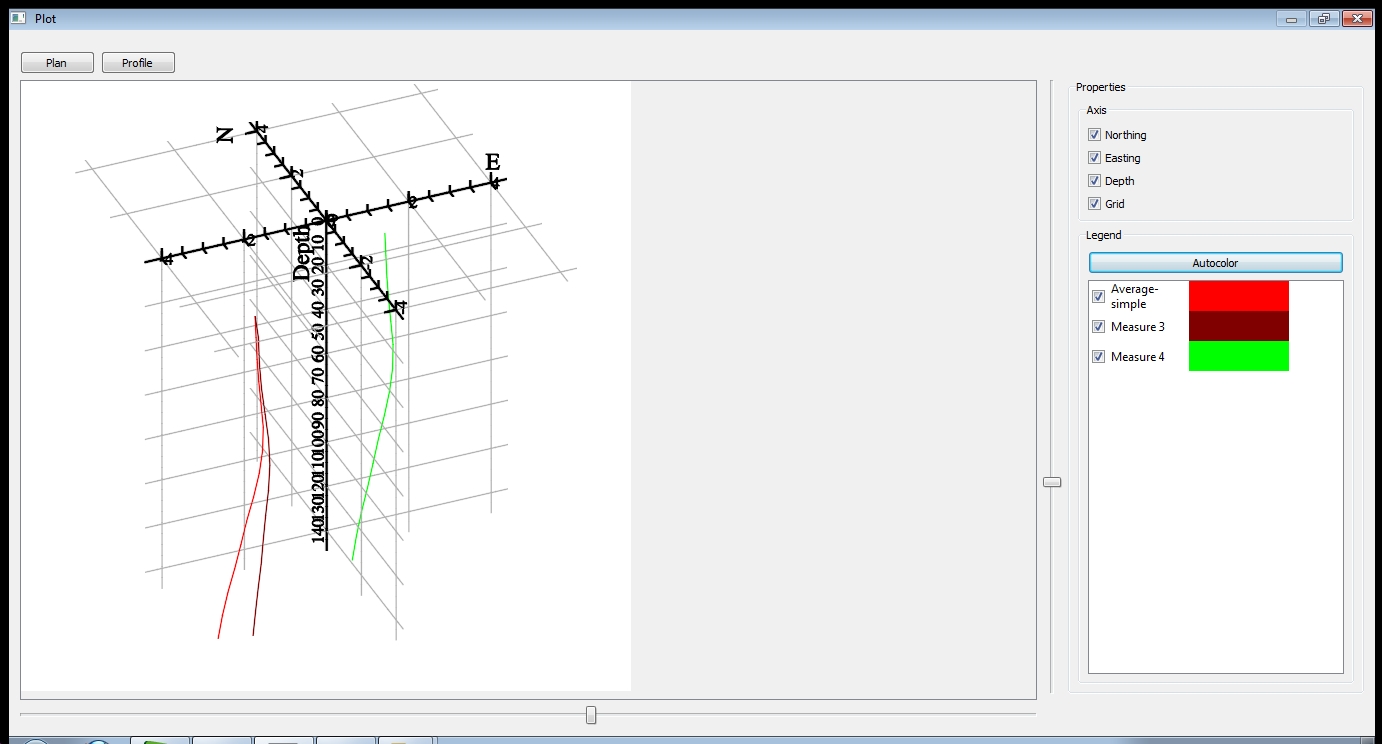 Plot
Plan
Profile
N
4
2
E
4
2
0
4
2
-2
-4
Depth
0
10
20
30
40
50
60
70
80
90
100
110
120
130
140
Properties
Axis
Northing
Easting
Depth
Grid
Legend
Autocolor
Average-
simple
Measure 3
Measure 4